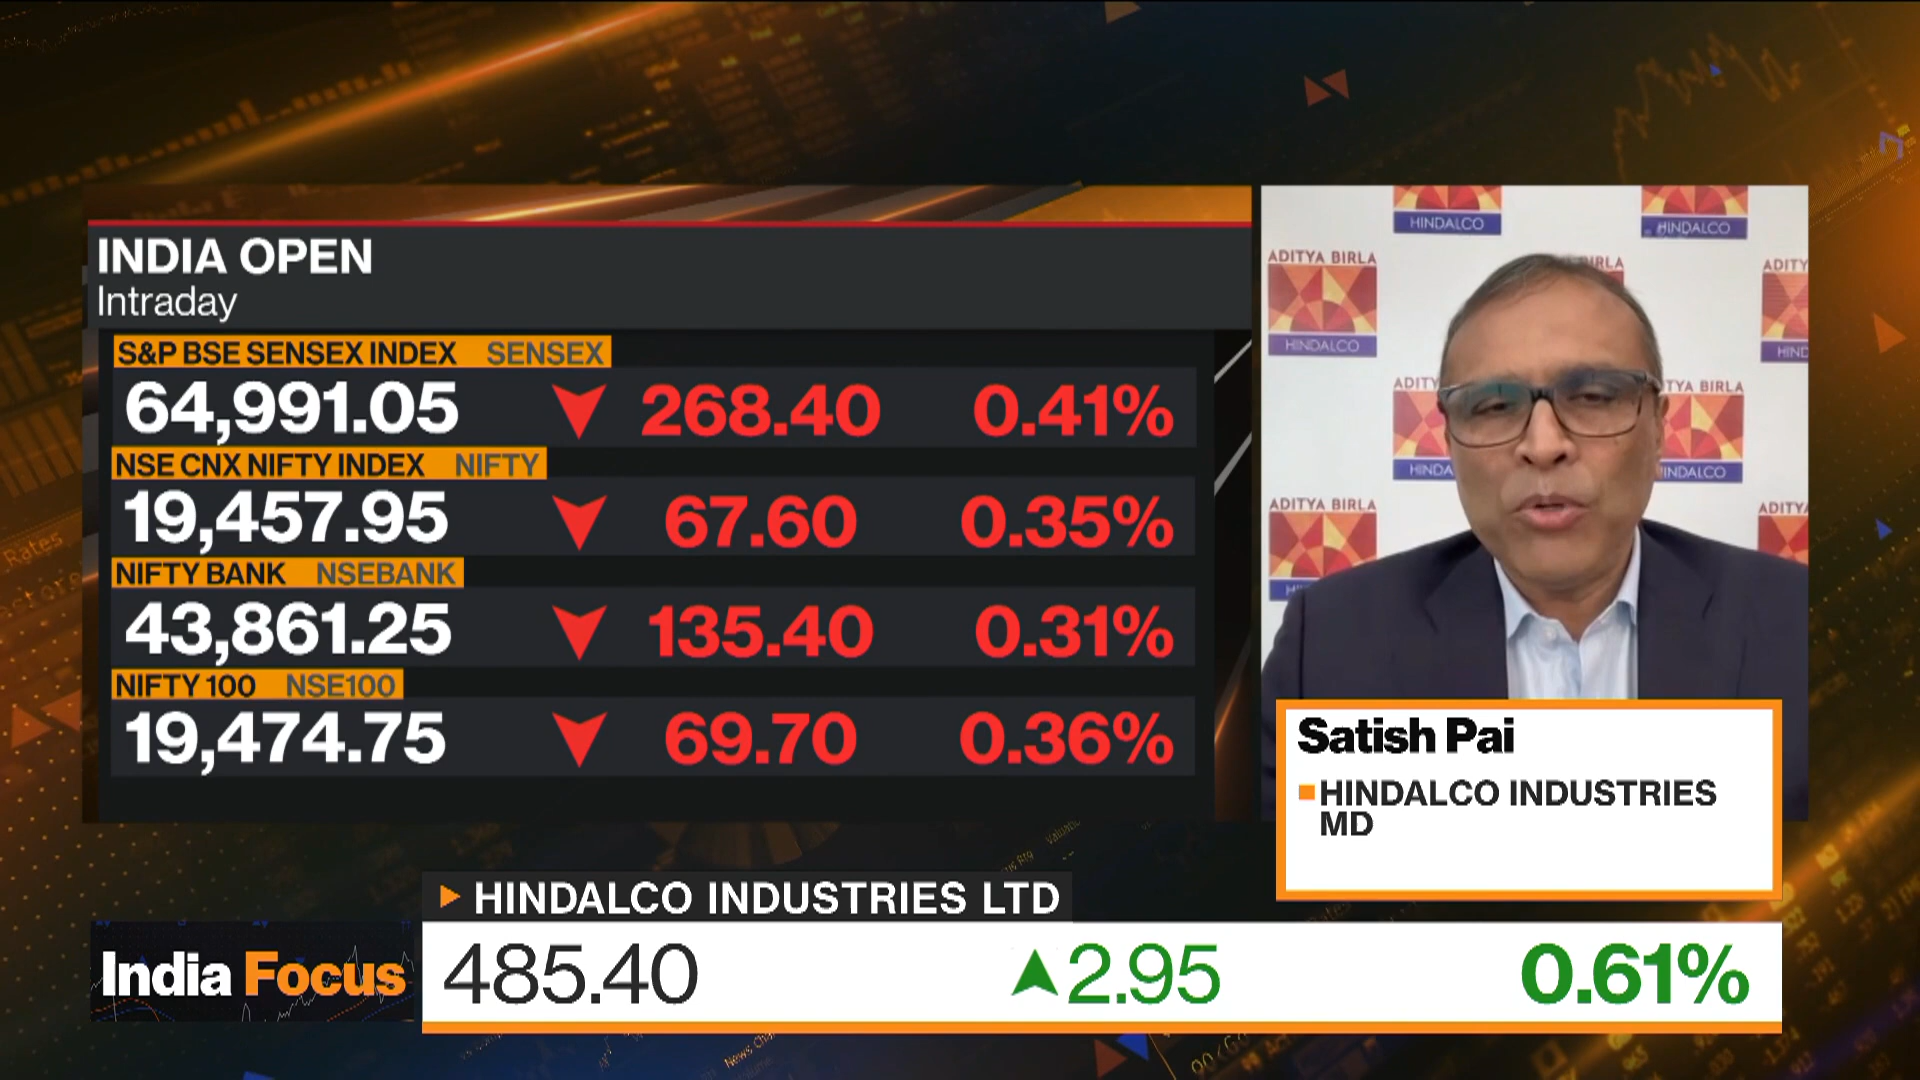 INDIA OPEN
Intraday
S&P BSE SENSEX INDEX SENSEX
64,991.05 268.40 0.41%
NSE CNX NIFTY INDEX NIFTY
19,457.95 67.60 0.35%
NIFTY BANK NSEBANK
43,861.25 135.40 0.31%
NIFTY 100 NSE100
19,474.75 69.70 0.36%
HINDALCO
HINDALCO
ADITYA BIRLA
HINDALCO
ADITYA BIRLA
Satish Pai
HINDALCO INDUSTRIES
MD
HINDALCO INDUSTRIES LTD
India Focus
485.40 2.95 0.61%